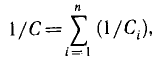 1/C = \sum_{i=1}^{n} (1/C_i),